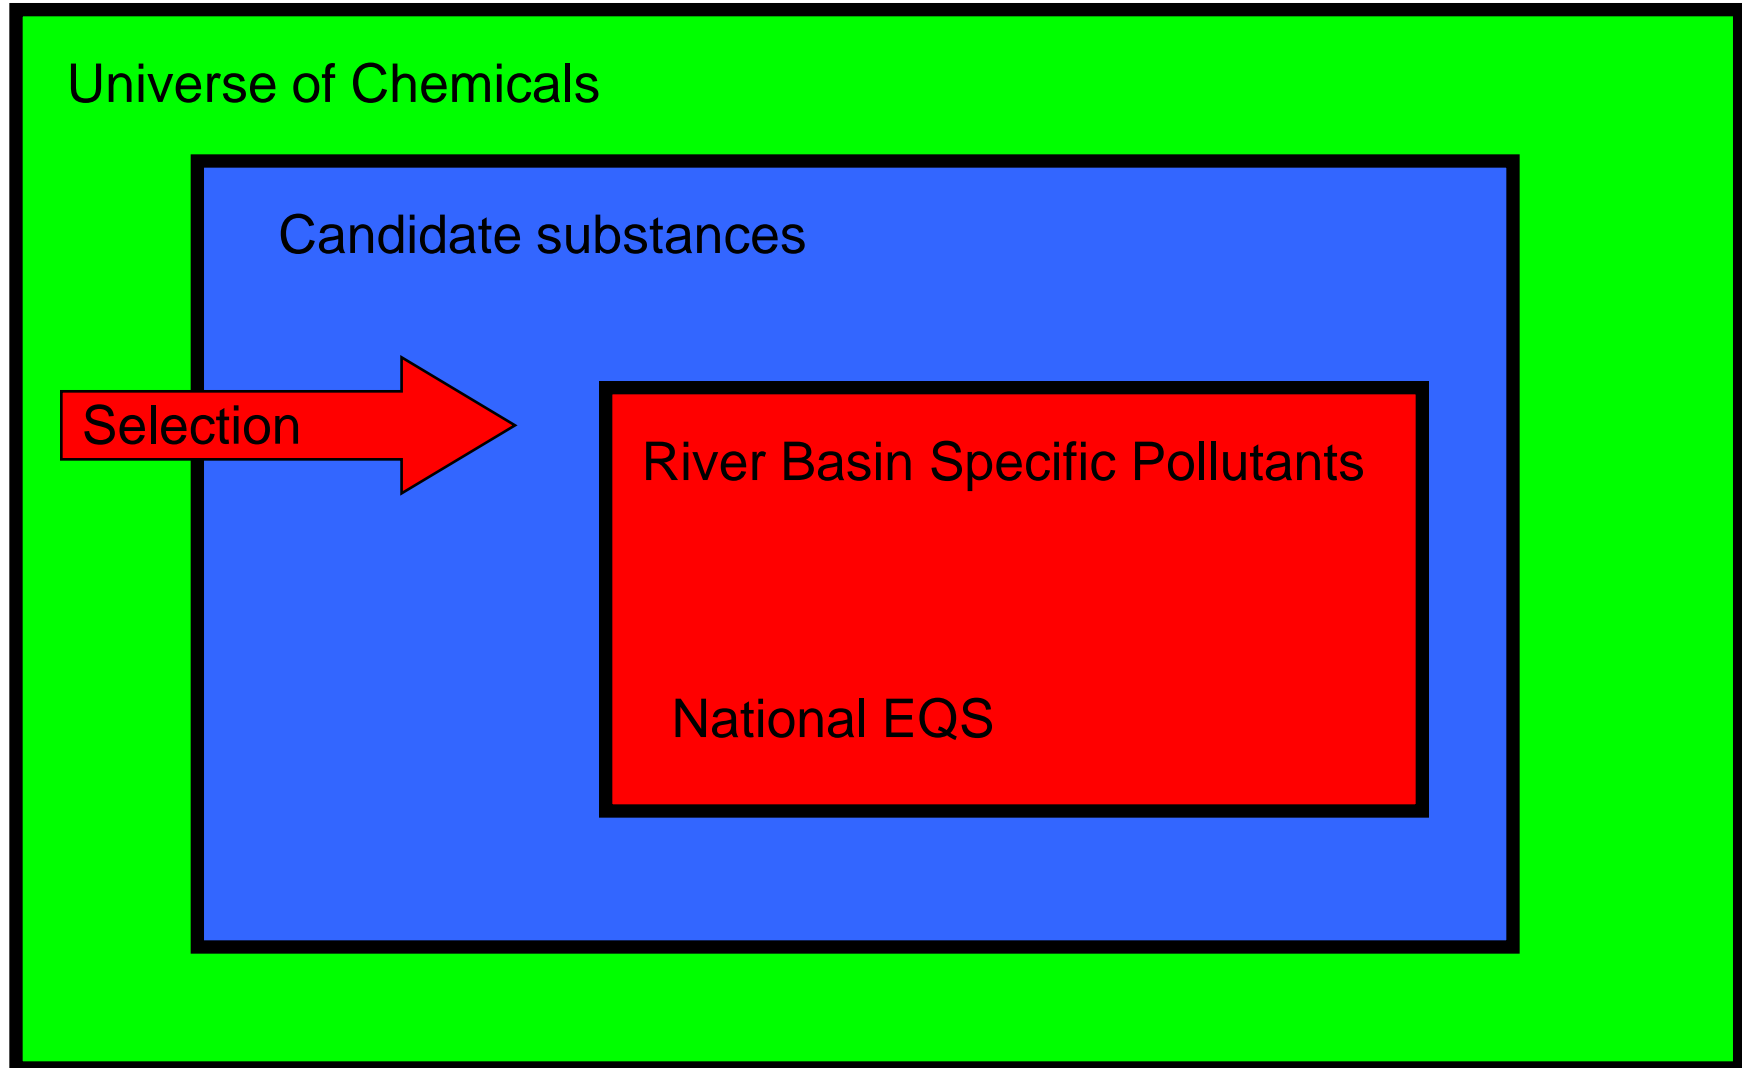 Universe of Chemicals
Candidate substances
Selection
River Basin Specific Pollutants
National EQS